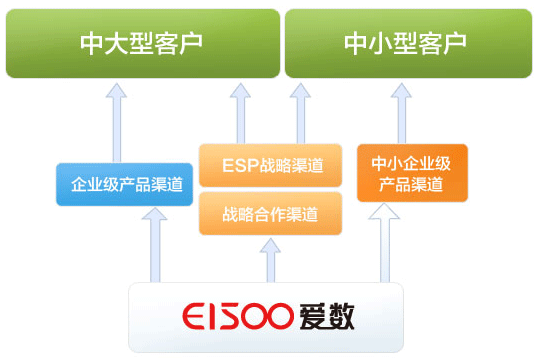 中大型客户
中小型客户
企业级产品渠道
ESP战略渠道
战略合作渠道
中小企业级
产品渠道
EISOO爱数